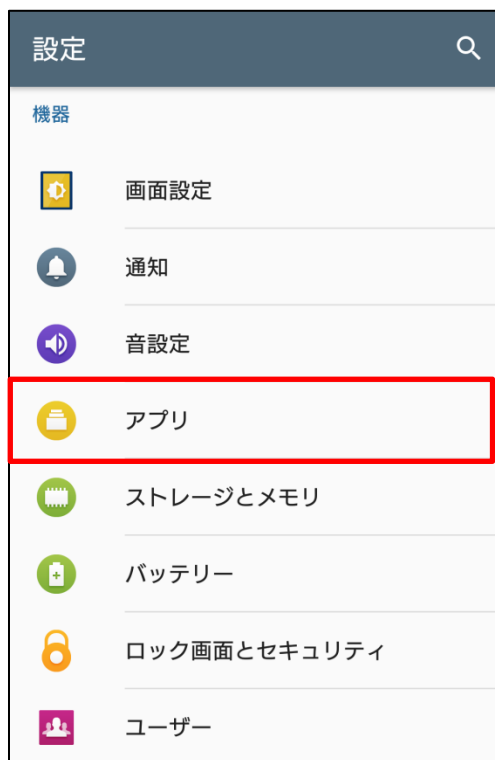 設定
機器
画面設定
通知
音設定
アプリ
ストレージとメモリ
バッテリー
ロック画面とセキュリティ
ユーザー